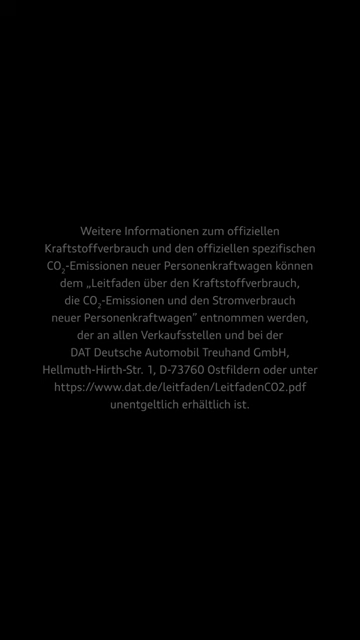 Weitere Informationen zum offiziellen
Kraftstoffverbrauch und den offiziellen spezifischen
CO₂-Emissionen neuer Personenkraftwagen können
dem „Leitfaden über den Kraftstoffverbrauch,
die CO₂-Emissionen und den Stromverbrauch
neuer Personenkraftwagen“ entnommen werden,
der an allen Verkaufsstellen und bei der
DAT Deutsche Automobil Treuhand GmbH,
Hellmuth-Hirth-Str. 1, D-73760 Ostfildern oder unter
https://www.dat.de/leitfaden/LeitfadenCO2.pdf
unentgeltlich erhältlich ist.